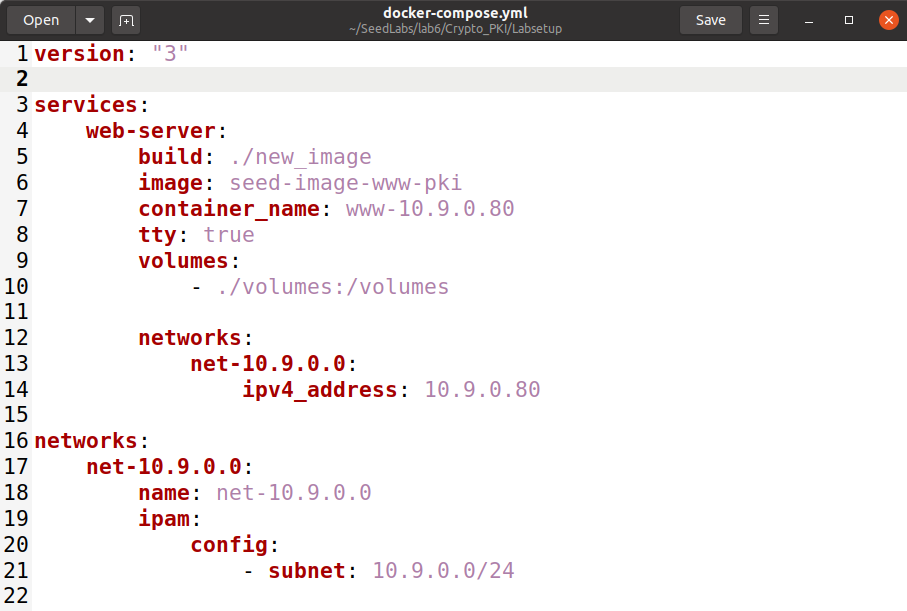 Open
docker-compose.yml
~/SeedLabs/lab6/Crypto_PKI/Labsetup
Save
1 version: "3"
2
3 services:
4     web-server:
5         build: ./new_image
6         image: seed-image-www-pki
7         container_name: www-10.9.0.80
8         tty: true
9         volumes:
10             - ./volumes:/volumes
11
12         networks:
13             net-10.9.0.0:
14                 ipv4_address: 10.9.0.80
15
16 networks:
17     net-10.9.0.0:
18         name: net-10.9.0.0
19         ipam:
20             config:
21                 - subnet: 10.9.0.0/24
22